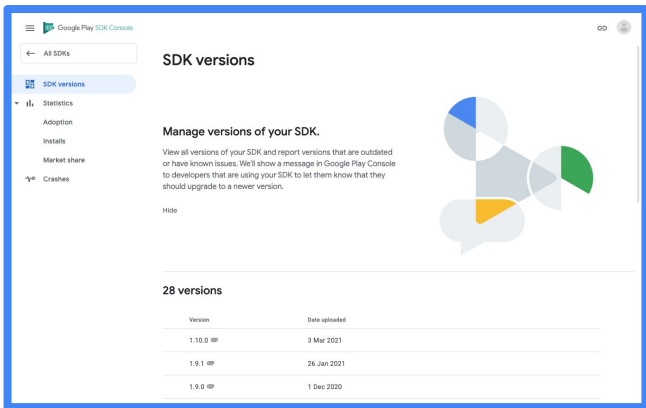 Google Play SDK Console
All SDKs
SDK versions
Statistics
Adoption
Installs
Market share
Crashes
SDK versions
Manage versions of your SDK.
View all versions of your SDK and report versions that are outdated
or have known issues. We'll show a message in Google Play Console
to developers that are using your SDK to let them know that they
should upgrade to a newer version.
Hide
28 versions
Version Date uploaded
1.10.0 3 Mar 2021
1.9.1 26 Jan 2021
1.9.0 1 Dec 2020